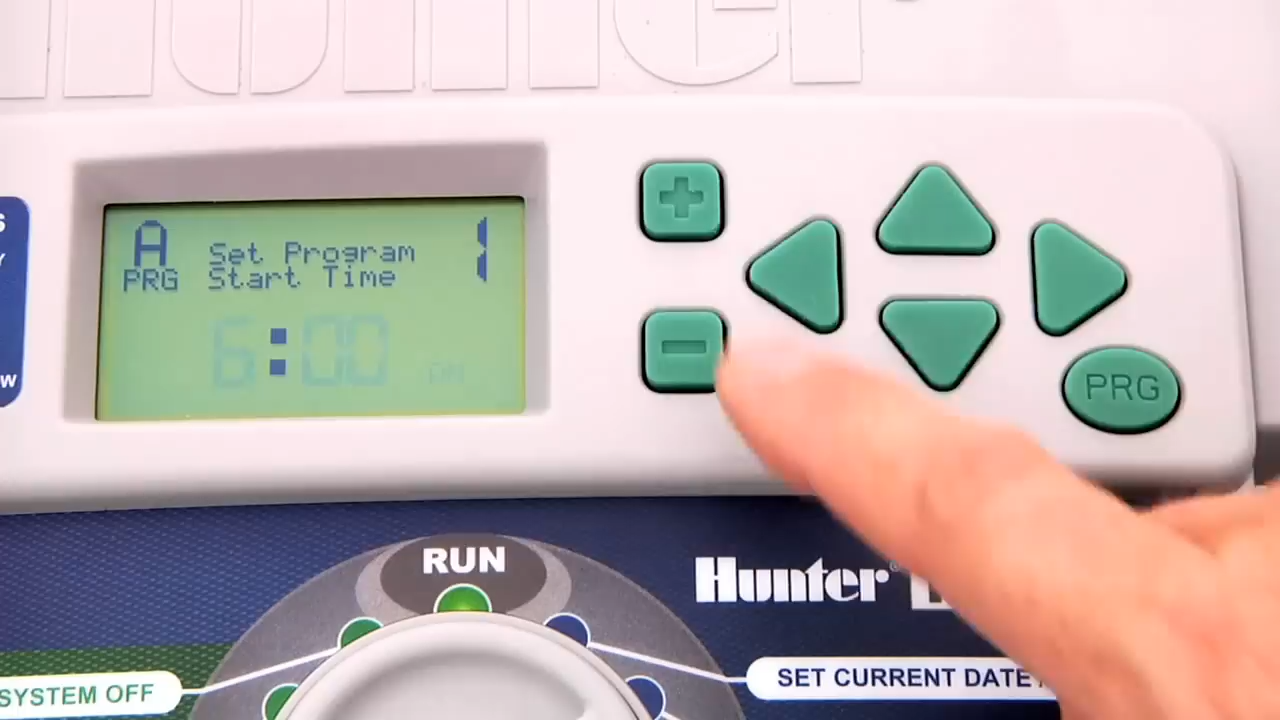 A
PRG
Set Program
Start Time
1
6:00
PRG
RUN
Hunter®
SYSTEM OFF
SET CURRENT DATE